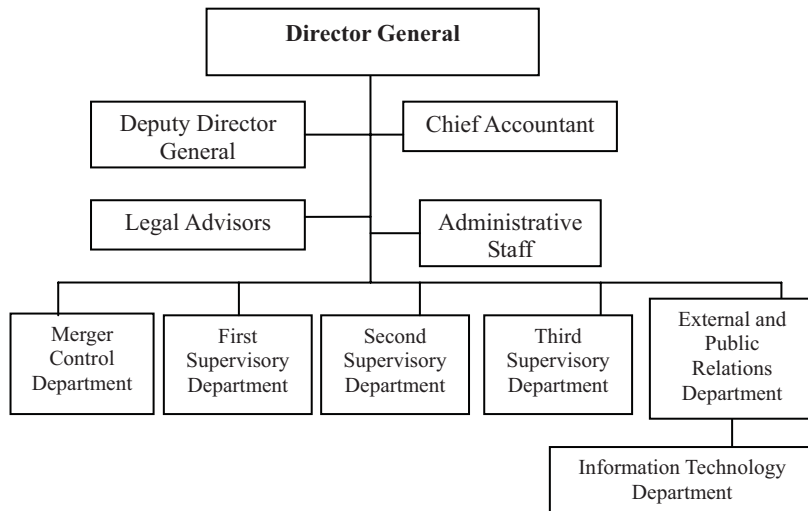 Director General
Deputy Director
General
Chief Accountant
Legal Advisors
Administrative
Staff
Merger
Control
Department
First
Supervisory
Department
Second
Supervisory
Department
Third
Supervisory
Department
External and
Public
Relations
Department
Information Technology
Department